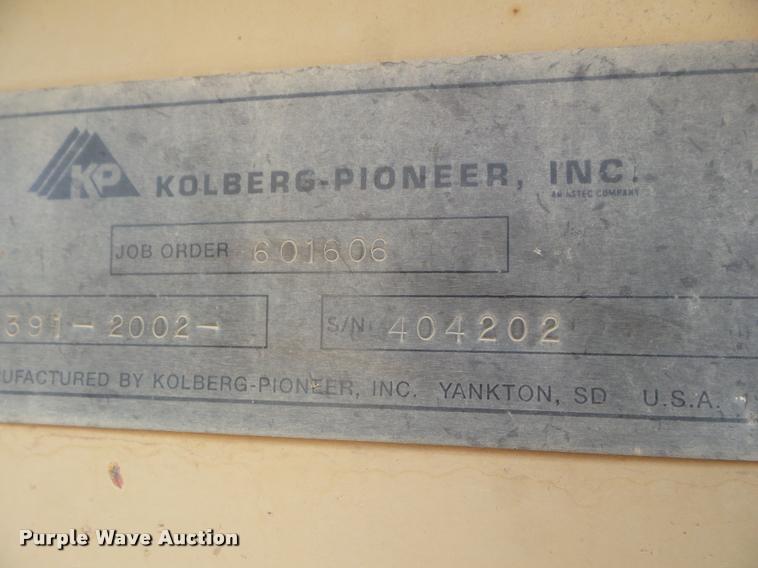 KP KOLBERG-PIONEER, INC.
AN ASTEC COMPANY
JOB ORDER 601606
391-2002- S/N 404202
UFACTURED BY KOLBERG-PIONEER, INC. YANKTON, SD U.S.A.
Purple Wave Auction